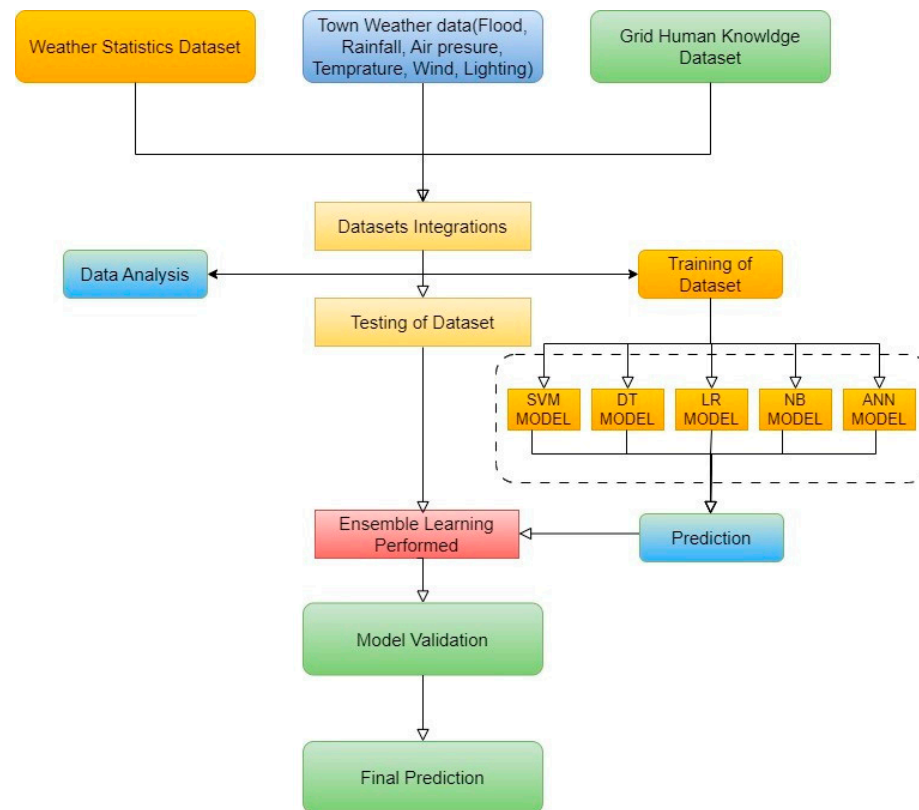 Weather Statistics Dataset
Town Weather data(Flood,
Rainfall, Air presure,
Temprature, Wind, Lighting)
Grid Human Knowldge
Dataset
Datasets Integrations
Data Analysis
Training of
Dataset
Testing of Dataset
SVM
MODEL
DT
MODEL
LR
MODEL
NB
MODEL
ANN
MODEL
Ensemble Learning
Performed
Prediction
Model Validation
Final Prediction